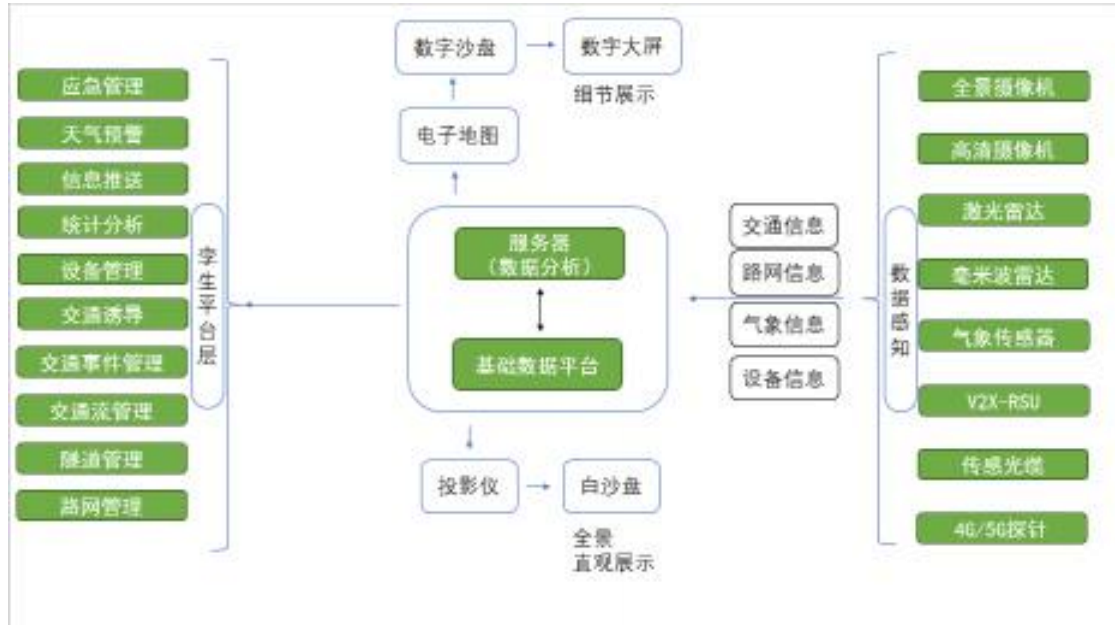 数字沙盘
数字大屏
细节展示
电子地图
应急管理
天气预警
信息推送
统计分析
设备管理
交通诱导
交通事件管理
交通流管理
隧道管理
路网管理
孪生平台层
服务器
（数据分析）
基础数据平台
投影仪
白沙盘
全景
直观展示
交通信息
路网信息
气象信息
设备信息
数据感知
全景摄像机
高清摄像机
激光雷达
毫米波雷达
气象传感器
V2X-RSU
传感光缆
4G/5G探针